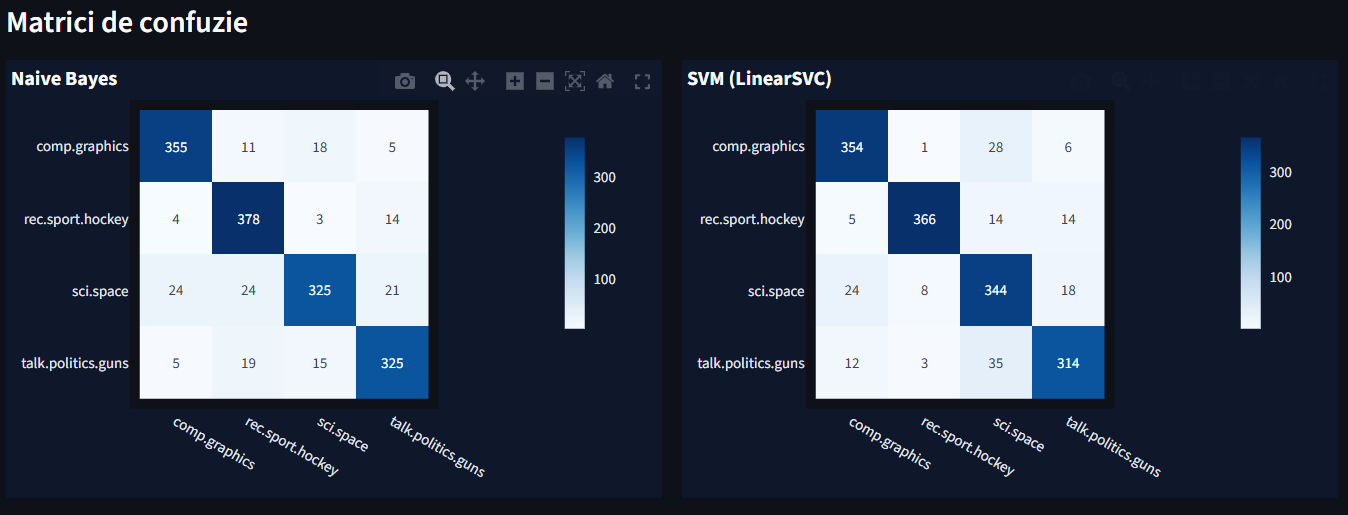 Matrici de confuzie
Naive Bayes
comp.graphics 355 11 18 5
rec.sport.hockey 4 378 3 14
sci.space 24 24 325 21
talk.politics.guns 5 19 15 325
comp.graphics rec.sport.hockey sci.space talk.politics.guns
300
200
100
SVM (LinearSVC)
comp.graphics 354 1 28 6
rec.sport.hockey 5 366 14 14
sci.space 24 8 344 18
talk.politics.guns 12 3 35 314
comp.graphics rec.sport.hockey sci.space talk.politics.guns
300
200
100